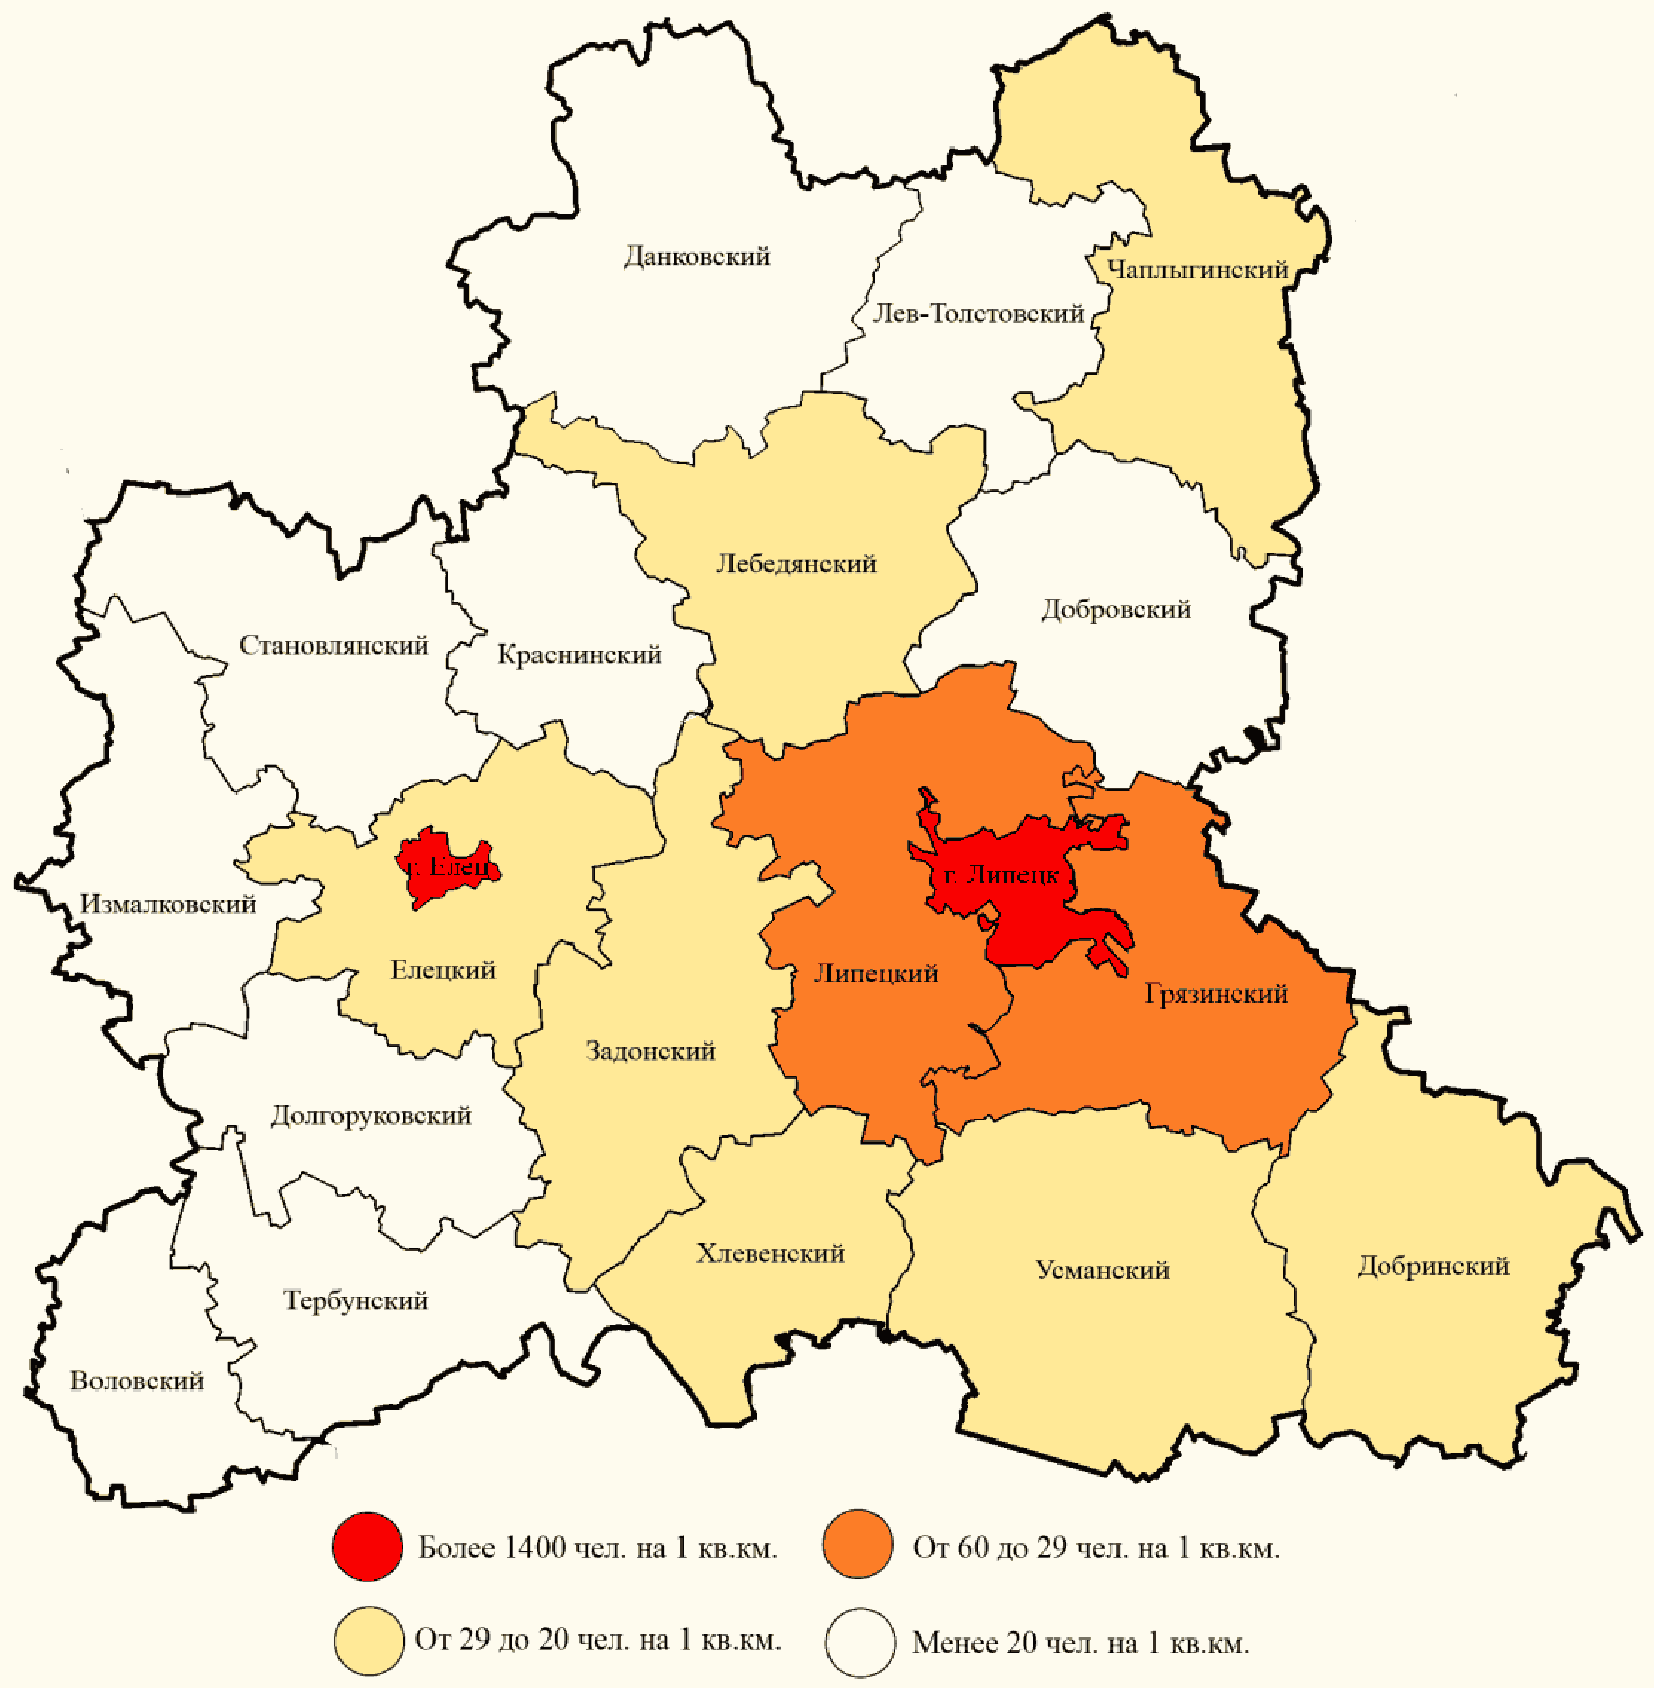 Данковский
Чаплыгинский
Лев-Толстовский
Лебедянский
Добровский
Становлянский
Краснинский
г. Елец
г. Липецк
Измалковский
Елецкий
Липецкий
Грязинский
Задонский
Долгоруковский
Хлевенский
Усманский
Добринский
Тербунский
Воловский
Более 1400 чел. на 1 кв.км.
От 60 до 29 чел. на 1 кв.км.
От 29 до 20 чел. на 1 кв.км.
Менее 20 чел. на 1 кв.км.